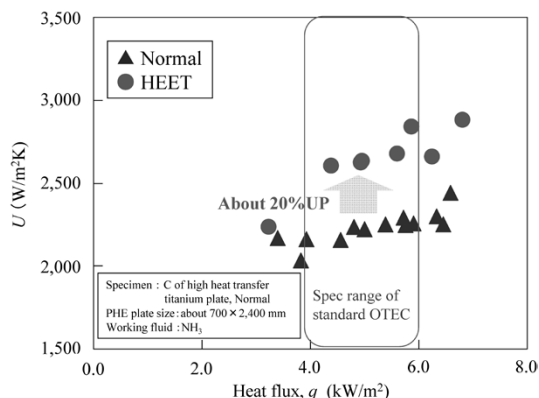 3,500
3,000
2,500
2,000
1,500
U (W/m²K)
Normal
HEET
About 20%UP
Specimen : C of high heat transfer
titanium plate, Normal
PHE plate size : about 700 × 2,400 mm
Working fluid : NH₃
Spec range of
standard OTEC
0.0 2.0 4.0 6.0 8.0
Heat flux, q (kW/m²)